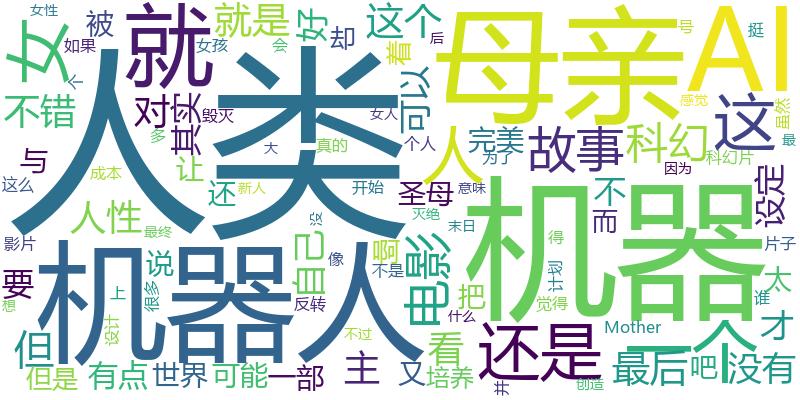 女性 被 就 就是 好 这个 母亲 AI
如果 女孩 会 却 着 后 号 挺
女 个 人类 可以 感觉 虽然
不错 对 其实 毁灭 女人 人 完美 故事 科幻 这
多 大 真的 个人 为了 最
与 让 还 新人 开始 圣母 意味 不 因为 科幻片 设定
这么 成本 灭绝 末日 而
人性 最终 没 自己 啊 机器
影片 说 像 不是 电影 得 计划 片子
要 上 很多 反转 把 觉得 谁 太
想 机器人 设计 什么 Mother 才
但 不过 看 还是 一个
但是 有点 世界 可能 一部 主 又 培养 井 创造 最后 吧 没有